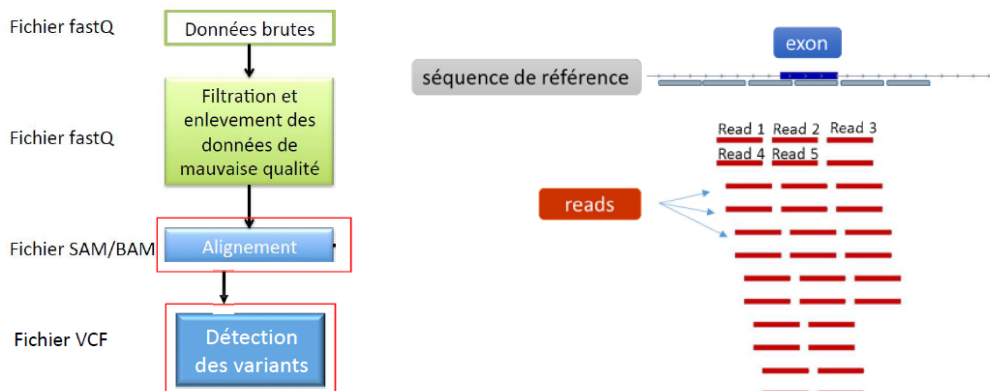 Fichier fastQ
Données brutes
Fichier fastQ
Filtration et
enlevement des
données de
mauvaise qualité
Fichier SAM/BAM
Alignement
Fichier VCF
Détection
des variants
exon
séquence de référence
Read 1 Read 2 Read 3
Read 4 Read 5
reads